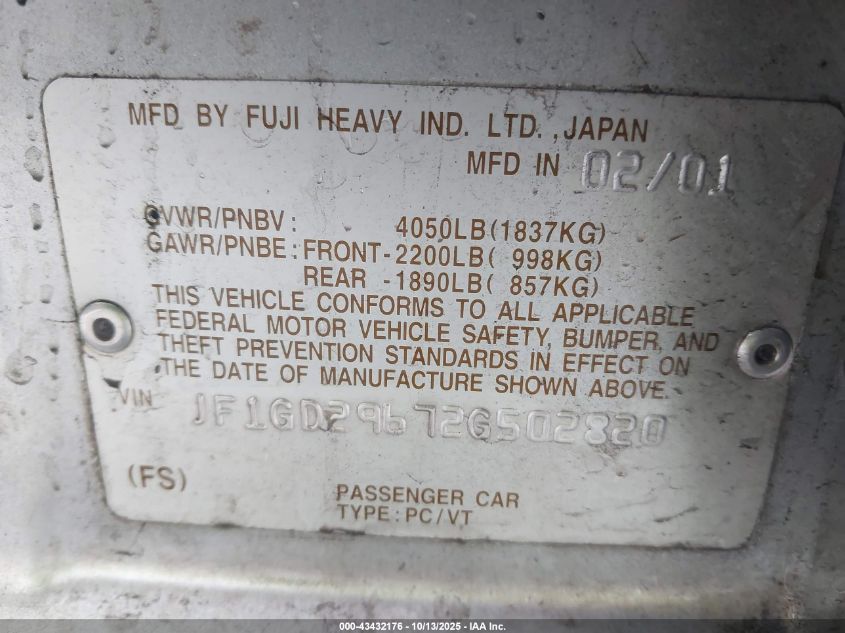 MFD BY FUJI HEAVY IND. LTD.,JAPAN
MFD IN 02/01
GVWR/PNBV: 4050LB(1837KG)
GAWR/PNBE: FRONT-2200LB( 998KG)
REAR -1890LB( 857KG)
THIS VEHICLE CONFORMS TO ALL APPLICABLE
FEDERAL MOTOR VEHICLE SAFETY, BUMPER, AND
THEFT PREVENTION STANDARDS IN EFFECT ON
THE DATE OF MANUFACTURE SHOWN ABOVE.
VIN JF1GD29672G502820
(FS)
PASSENGER CAR
TYPE: PC/VT
000-43432176 - 10/13/2025 - IAA Inc.